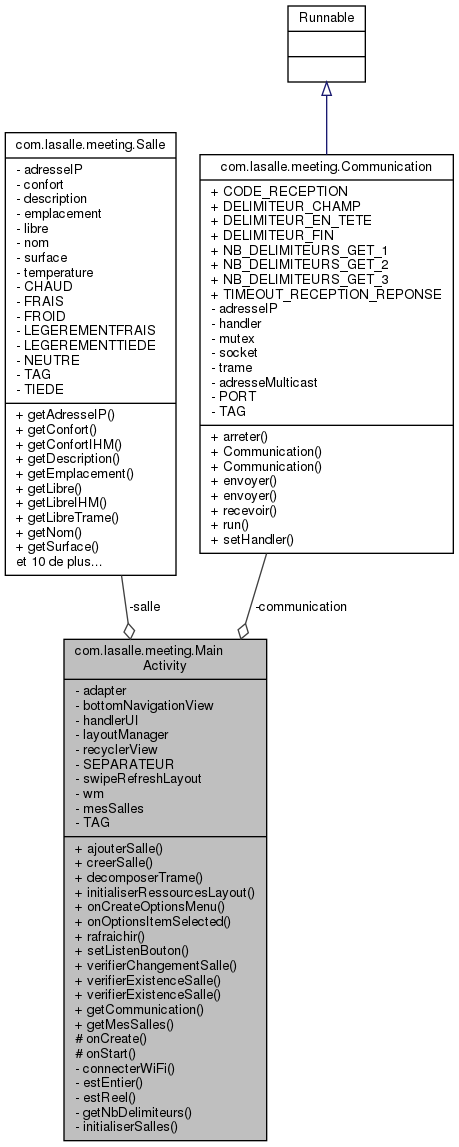 Runnable
com.lasalle.meeting.Salle
- adresseIP
- confort
- description
- emplacement
- libre
- nom
- surface
- temperature
- CHAUD
- FRAIS
- FROID
- LEGEREMENTFRAIS
- LEGEREMENTTIEDE
- NEUTRE
- TAG
- TIEDE
+ getAdresseIP()
+ getConfort()
+ getConfortIHM()
+ getDescription()
+ getEmplacement()
+ getLibre()
+ getLibreIHM()
+ getLibreTrame()
+ getNom()
+ getSurface()
et 10 de plus...
com.lasalle.meeting.Communication
+ CODE_RECEPTION
+ DELIMITEUR_CHAMP
+ DELIMITEUR_EN_TETE
+ DELIMITEUR_FIN
+ NB_DELIMITEURS_GET_1
+ NB_DELIMITEURS_GET_2
+ NB_DELIMITEURS_GET_3
+ TIMEOUT_RECEPTION_REPONSE
- adresseIP
- handler
- mutex
- socket
- trame
- adresseMulticast
- PORT
- TAG
+ arreter()
+ Communication()
+ Communication()
+ envoyer()
+ envoyer()
+ recevoir()
+ run()
+ setHandler()
-salle
-communication
com.lasalle.meeting.Main
Activity
- adapter
- bottomNavigationView
- handlerUI
- layoutManager
- recyclerView
- SEPARATEUR
- swipeRefreshLayout
- wm
- mesSalles
- TAG
+ ajouterSalle()
+ creerSalle()
+ decomposerTrame()
+ initialiserRessourcesLayout()
+ onCreateOptionsMenu()
+ onOptionsItemSelected()
+ rafraichir()
+ setListenBouton()
+ verifierChangementSalle()
+ verifierExistenceSalle()
+ verifierExistenceSalle()
+ getCommunication()
+ getMesSalles()
# onCreate()
# onStart()
- connecterWiFi()
- estEntier()
- estReel()
- getNbDelimiteurs()
- initialiserSalles()